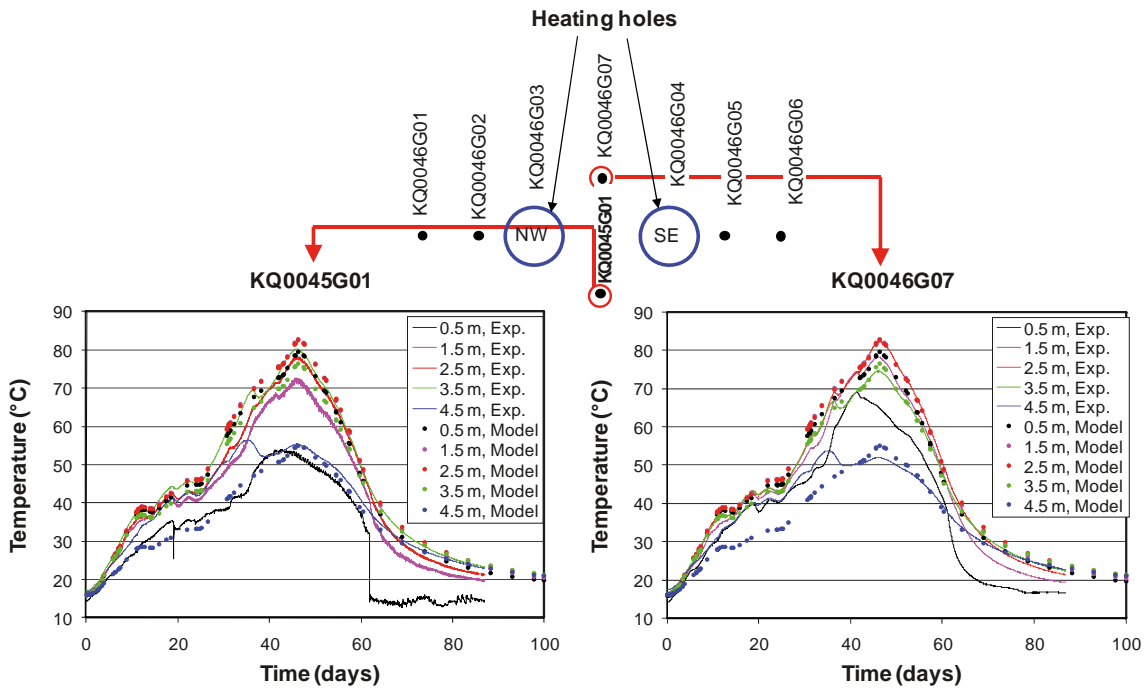 Heating holes
KQ0046G01
KQ0046G02
KQ0046G03
KQ0046G07
KQ0046G04
KQ0046G05
KQ0046G06
NW
KQ0045G01
SE
KQ0045G01
KQ0046G07
Temperature (°C)
90
80
70
60
50
40
30
20
10
0 20 40 60 80 100
Time (days)
0.5 m, Exp.
1.5 m, Exp.
2.5 m, Exp.
3.5 m, Exp.
4.5 m, Exp.
0.5 m, Model
1.5 m, Model
2.5 m, Model
3.5 m, Model
4.5 m, Model
Temperature (°C)
90
80
70
60
50
40
30
20
10
0 20 40 60 80 100
Time (days)
0.5 m, Exp.
1.5 m, Exp.
2.5 m, Exp.
3.5 m, Exp.
4.5 m, Exp.
0.5 m, Model
1.5 m, Model
2.5 m, Model
3.5 m, Model
4.5 m, Model